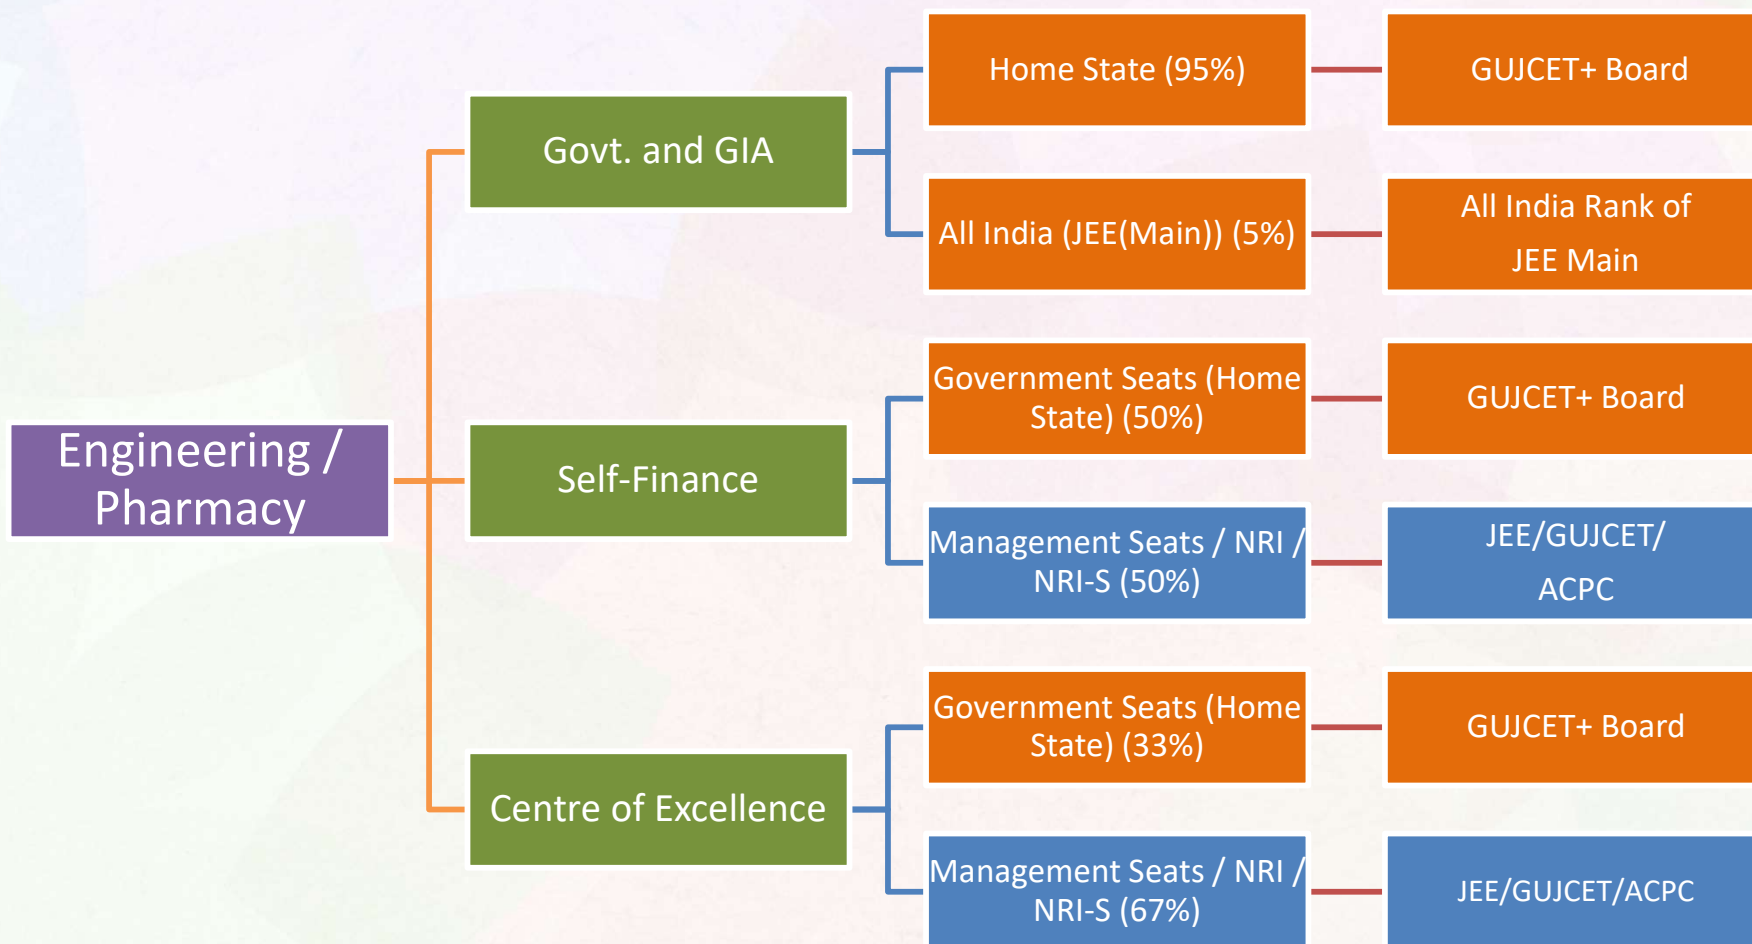 Engineering /
Pharmacy
Govt. and GIA
Home State (95%)
GUJCET+ Board
All India (JEE(Main)) (5%)
All India Rank of
JEE Main
Self-Finance
Government Seats (Home
State) (50%)
GUJCET+ Board
Management Seats / NRI /
NRI-S (50%)
JEE/GUJCET/
ACPC
Centre of Excellence
Government Seats (Home
State) (33%)
GUJCET+ Board
Management Seats / NRI /
NRI-S (67%)
JEE/GUJCET/ACPC